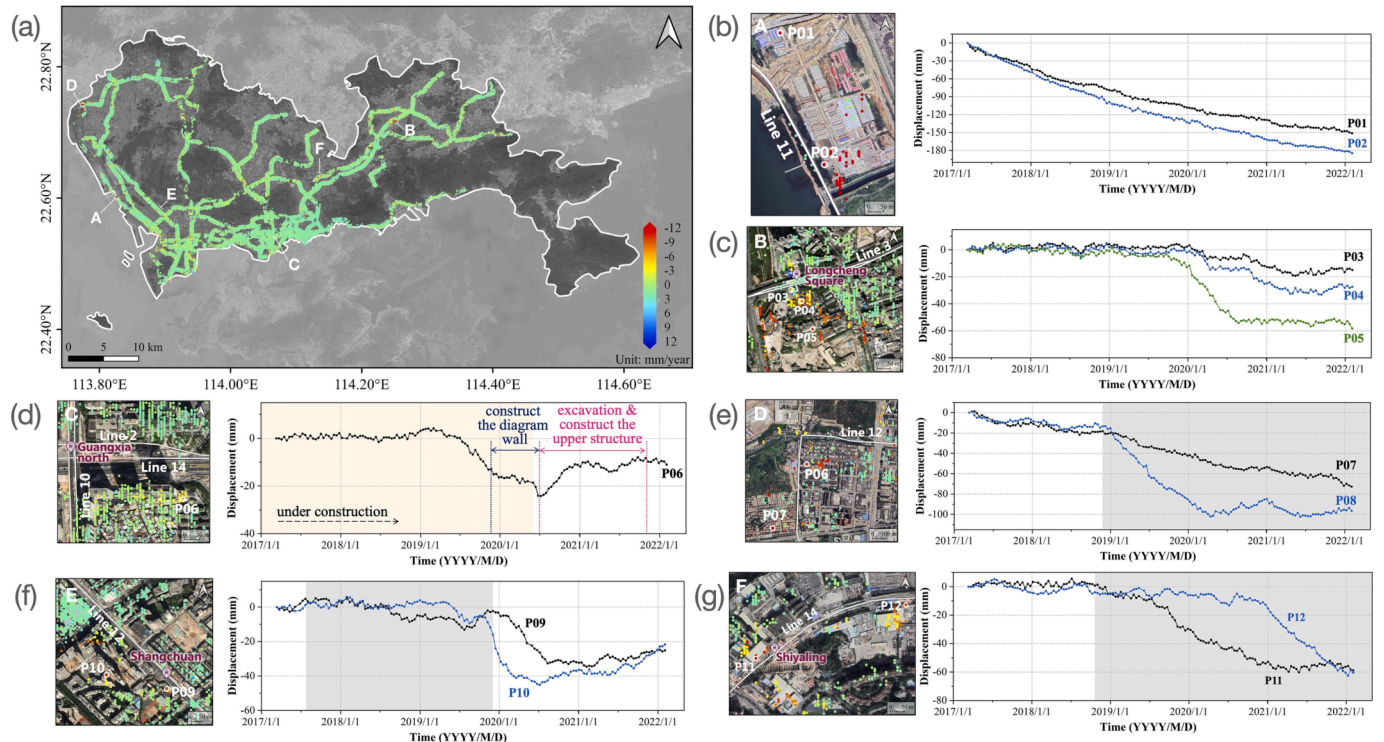 (a)
22.80°N
22.60°N
22.40°N
113.80°E
114.00°E
114.20°E
114.40°E
114.60°E
D
A
E
F
B
C
0 5 10 km
-12
-9
-6
-3
0
3
6
9
12
Unit: mm/year
(b)
A
P01
P02
Line 11
Displacement (mm)
0
-30
-60
-90
-120
-150
-180
P01
P02
2017/1/1 2018/1/1 2019/1/1 2020/1/1 2021/1/1 2022/1/1
Time (YYYY/M/D)
(c)
B
Line 3
Longcheng
Square
P03
P04
P05
Displacement (mm)
20
0
-20
-40
-60
-80
P03
P04
P05
2017/1/1 2018/1/1 2019/1/1 2020/1/1 2021/1/1 2022/1/1
Time (YYYY/M/D)
(d)
C
Line 2
Guangxia
north
Line 14
Line 10
P06
Displacement (mm)
20
0
-20
-40
construct
the diagram
wall
excavation &
construct the
upper structure
P06
under construction
2017/1/1 2018/1/1 2019/1/1 2020/1/1 2021/1/1 2022/1/1
Time (YYYY/M/D)
(e)
D
Line 12
P06
P07
Displacement (mm)
0
-20
-40
-60
-80
-100
P07
P08
2017/1/1 2018/1/1 2019/1/1 2020/1/1 2021/1/1 2022/1/1
Time (YYYY/M/D)
(f)
E
Line 12
Shangchuan
P10
P09
Displacement (mm)
20
0
-20
-40
-60
P09
P10
2017/1/1 2018/1/1 2019/1/1 2020/1/1 2021/1/1 2022/1/1
Time (YYYY/M/D)
(g)
F
Line 14
P12
P11
Shiyaling
Displacement (mm)
0
-20
-40
-60
-80
P12
P11
2017/1/1 2018/1/1 2019/1/1 2020/1/1 2021/1/1 2022/1/1
Time (YYYY/M/D)